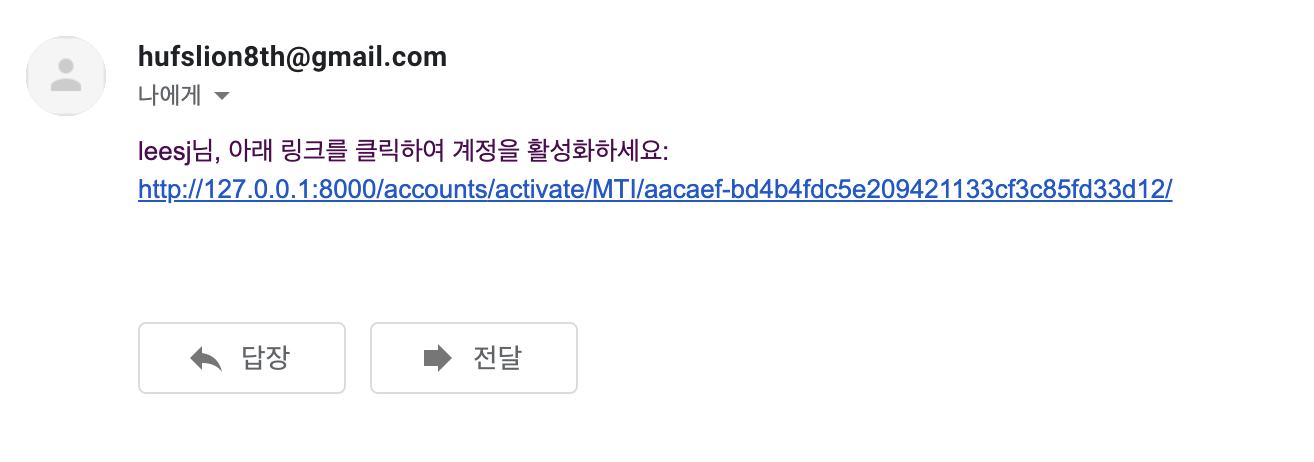 hufslion8th@gmail.com
나에게
leesj님, 아래 링크를 클릭하여 계정을 활성화하세요:
http://127.0.0.1:8000/accounts/activate/MTI/aacaef-bd4b4fdc5e209421133cf3c85fd33d12/
답장
전달